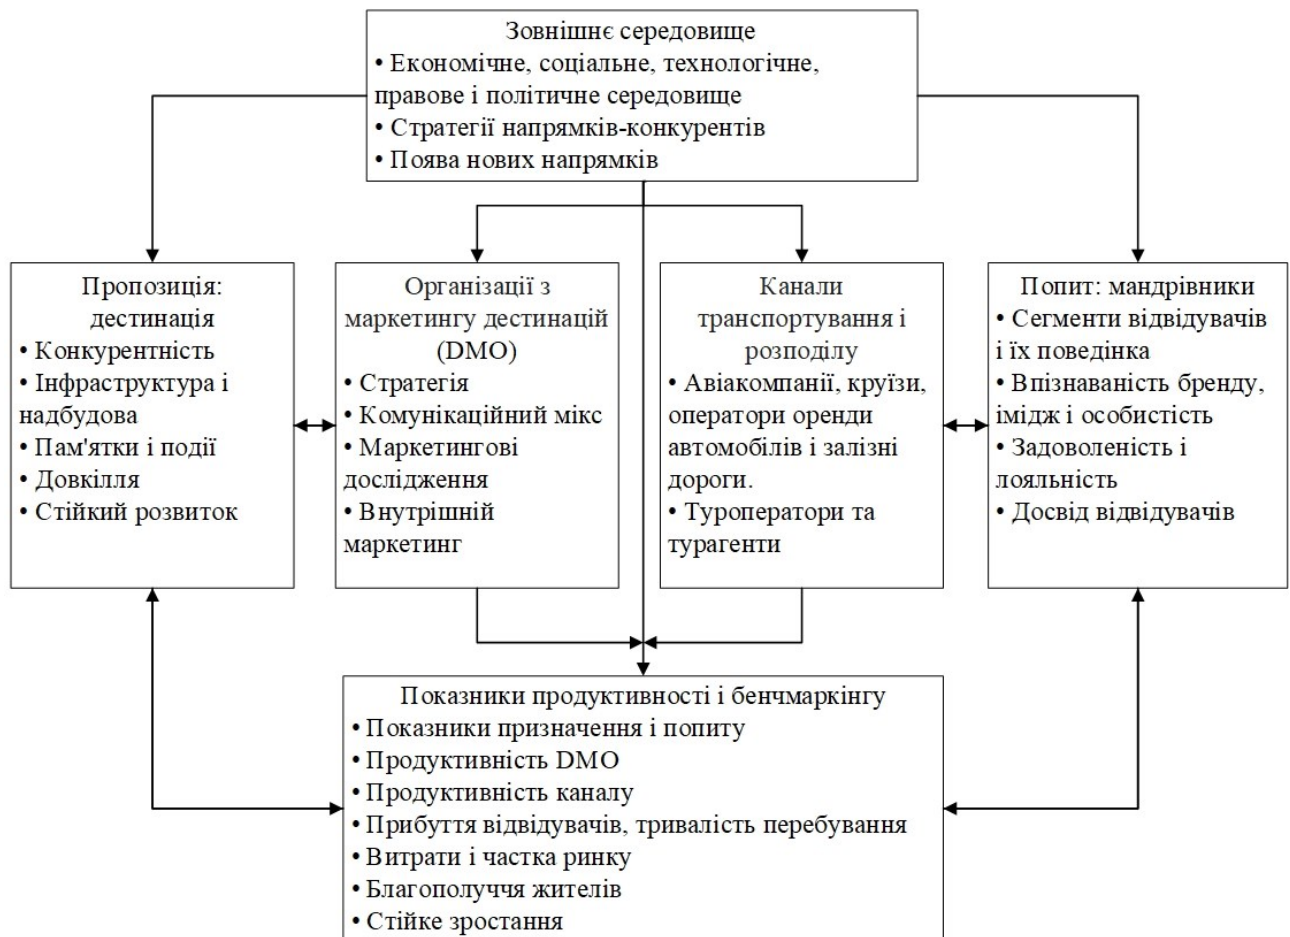 Зовнішнє середовище
• Економічне, соціальне, технологічне,
правове і політичне середовище
• Стратегії напрямків-конкурентів
• Поява нових напрямків
Пропозиція:
дестинація
• Конкурентність
• Інфраструктура і
надбудова
• Пам'ятки і події
• Довкілля
• Стійкий розвиток
Організації з
маркетингу дестинацій
(DMO)
• Стратегія
• Комунікаційний мікс
• Маркетингові
дослідження
• Внутрішній
маркетинг
Канали
транспортування і
розподілу
• Авіакомпанії, круїзи,
оператори оренди
автомобілів і залізні
дороги.
• Туроператори та
турагенти
Попит: мандрівники
• Сегменти відвідувачів
і їх поведінка
• Впізнаваність бренду,
імідж і особистість
• Задоволеність і
лояльність
• Досвід відвідувачів
Показники продуктивності і бенчмаркінгу
• Показники призначення і попиту
• Продуктивність DMO
• Продуктивність каналу
• Прибуття відвідувачів, тривалість перебування
• Витрати і частка ринку
• Благополуччя жителів
• Стійке зростання